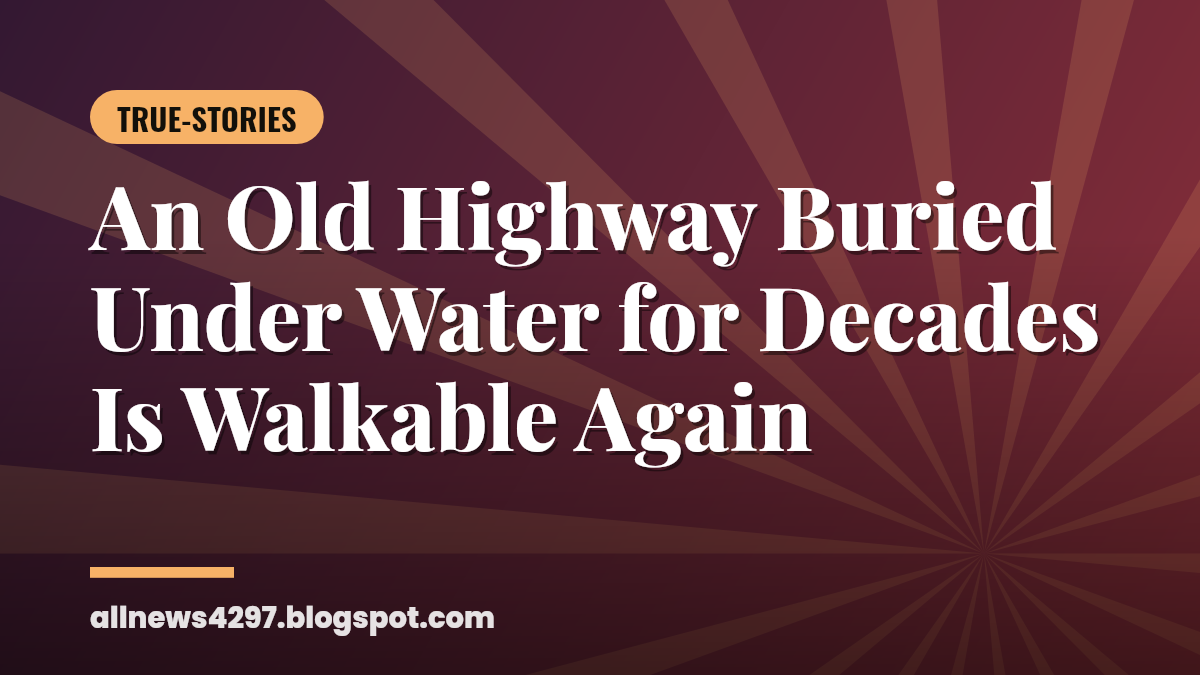 TRUE-STORIES
An Old Highway Buried
Under Water for Decades
Is Walkable Again
allnews4297.blogspot.com